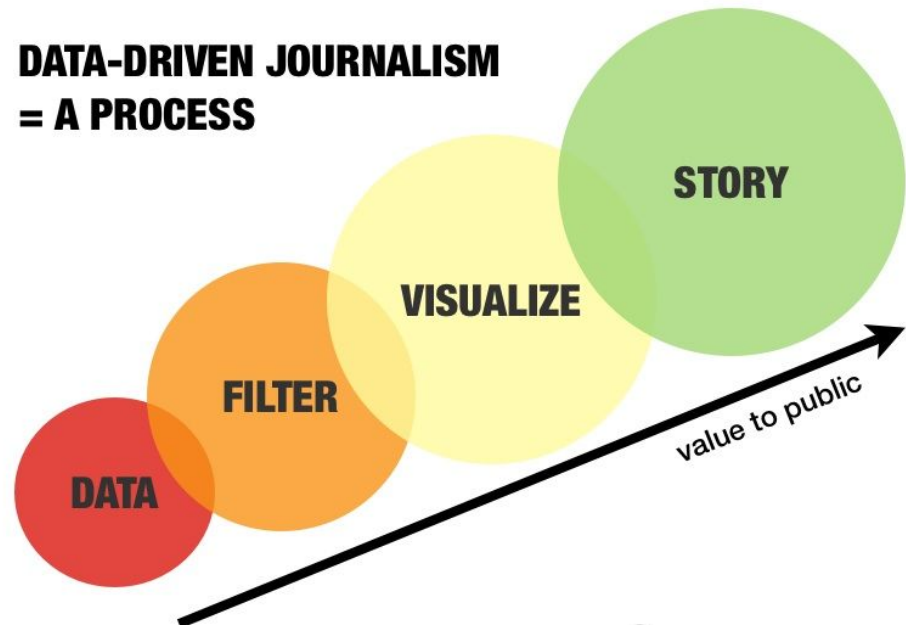 DATA-DRIVEN JOURNALISM
= A PROCESS
STORY
VISUALIZE
FILTER
DATA
value to public